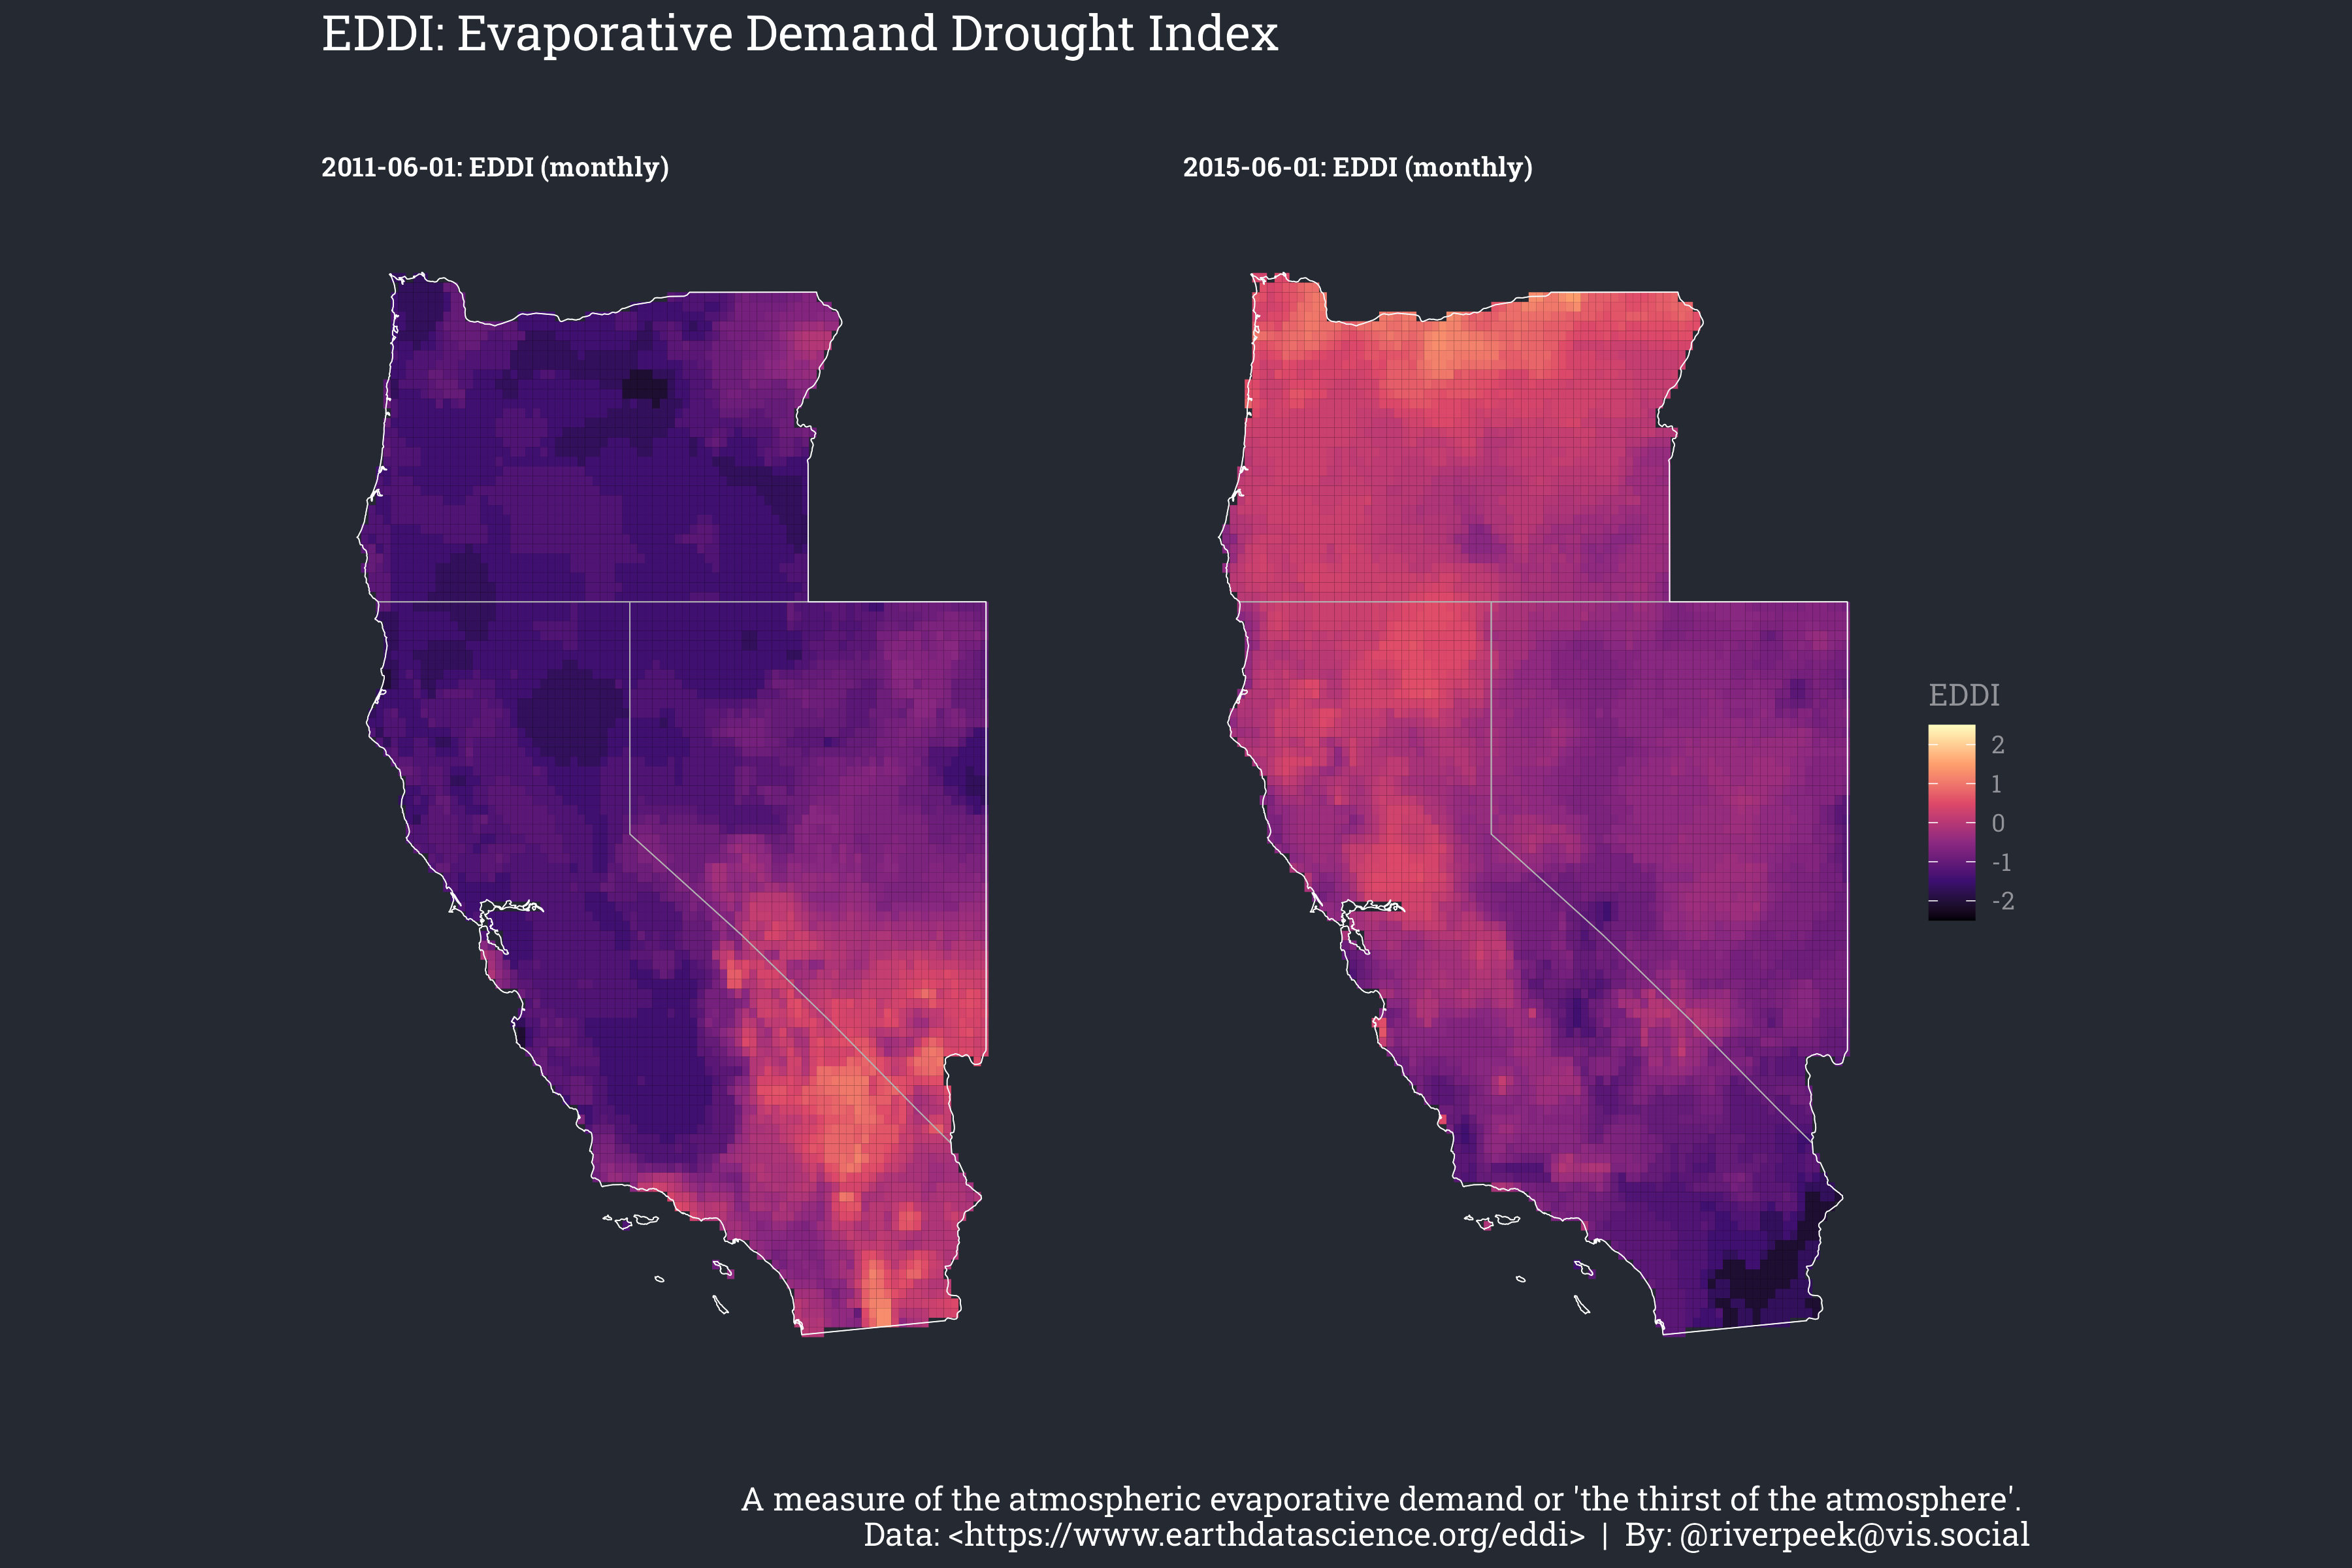 EDDI: Evaporative Demand Drought Index
2011-06-01: EDDI (monthly)
2015-06-01: EDDI (monthly)
EDDI
2
1
0
-1
-2
A measure of the atmospheric evaporative demand or 'the thirst of the atmosphere'.
Data: <https://www.earthdatascience.org/eddi> | By: @riverpeek@vis.social